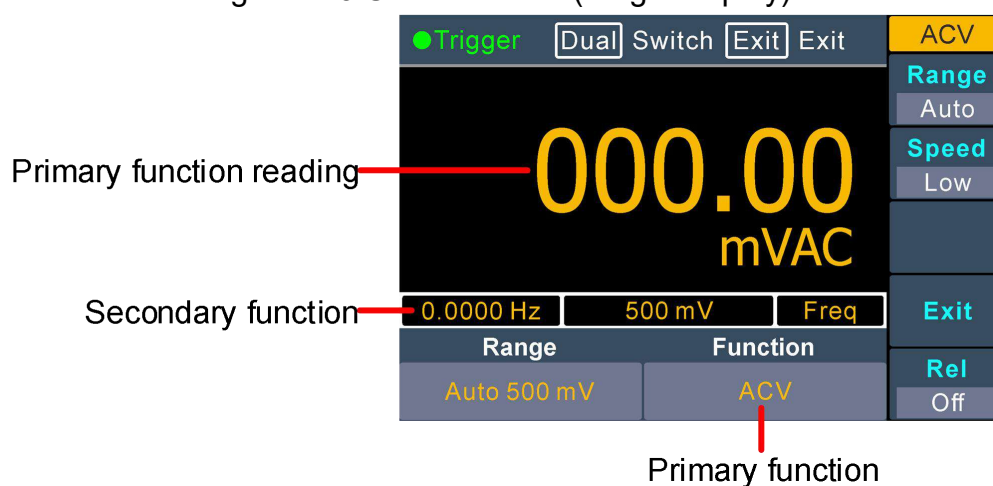 Trigger Dual Switch Exit Exit
ACV
Range
Auto
Speed
Low
Primary function reading
000.00
mVAC
Secondary function
0.0000 Hz 500 mV Freq
Exit
Range Function
Auto 500 mV ACV
Rel
Off
Primary function